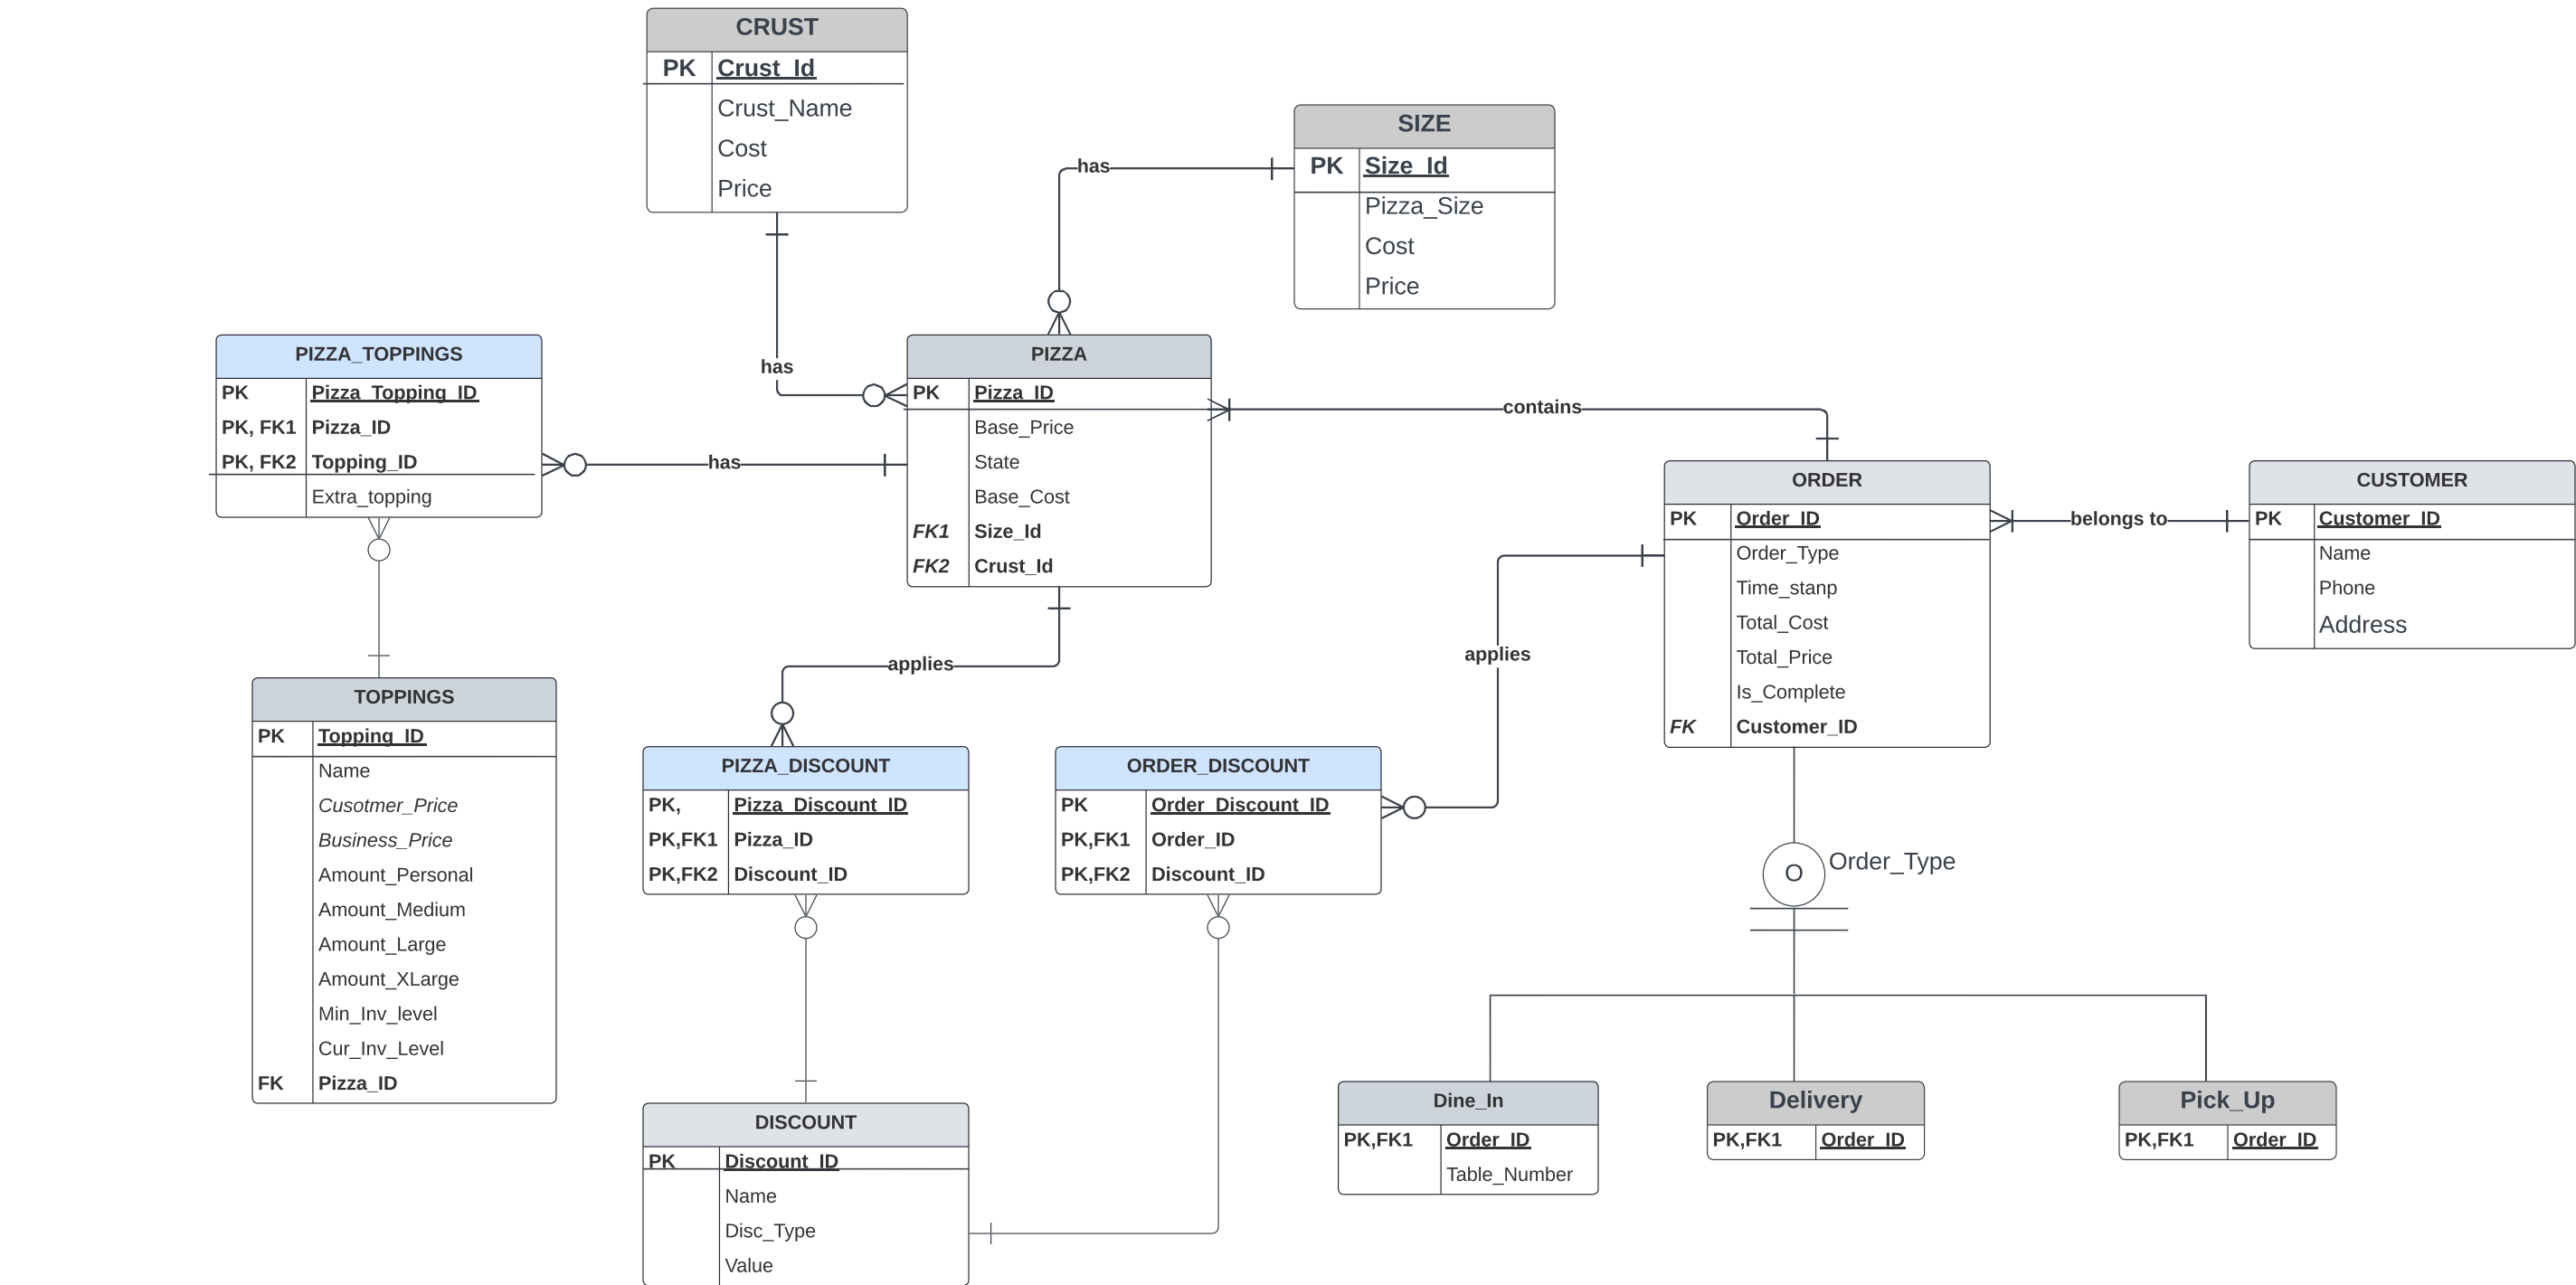 CRUST
PK Crust_Id
Crust_Name
Cost
Price
SIZE
PK Size_Id
Pizza_Size
Cost
Price
has
has
PIZZA_TOPPINGS
PK Pizza_Topping_ID
PK, FK1 Pizza_ID
PK, FK2 Topping_ID
Extra_topping
has
PIZZA
PK Pizza_ID
Base_Price
State
Base_Cost
FK1 Size_Id
FK2 Crust_Id
contains
ORDER
PK Order_ID
Order_Type
Time_stanp
Total_Cost
Total_Price
Is_Complete
FK Customer_ID
belongs to
CUSTOMER
PK Customer_ID
Name
Phone
Address
applies
applies
TOPPINGS
PK Topping_ID
Name
Cusotmer_Price
Business_Price
Amount_Personal
Amount_Medium
Amount_Large
Amount_XLarge
Min_Inv_level
Cur_Inv_Level
FK Pizza_ID
PIZZA_DISCOUNT
PK, Pizza_Discount_ID
PK,FK1 Pizza_ID
PK,FK2 Discount_ID
ORDER_DISCOUNT
PK Order_Discount_ID
PK,FK1 Order_ID
PK,FK2 Discount_ID
O Order_Type
DISCOUNT
PK Discount_ID
Name
Disc_Type
Value
Dine_In
PK,FK1 Order_ID
Table_Number
Delivery
PK,FK1 Order_ID
Pick_Up
PK,FK1 Order_ID